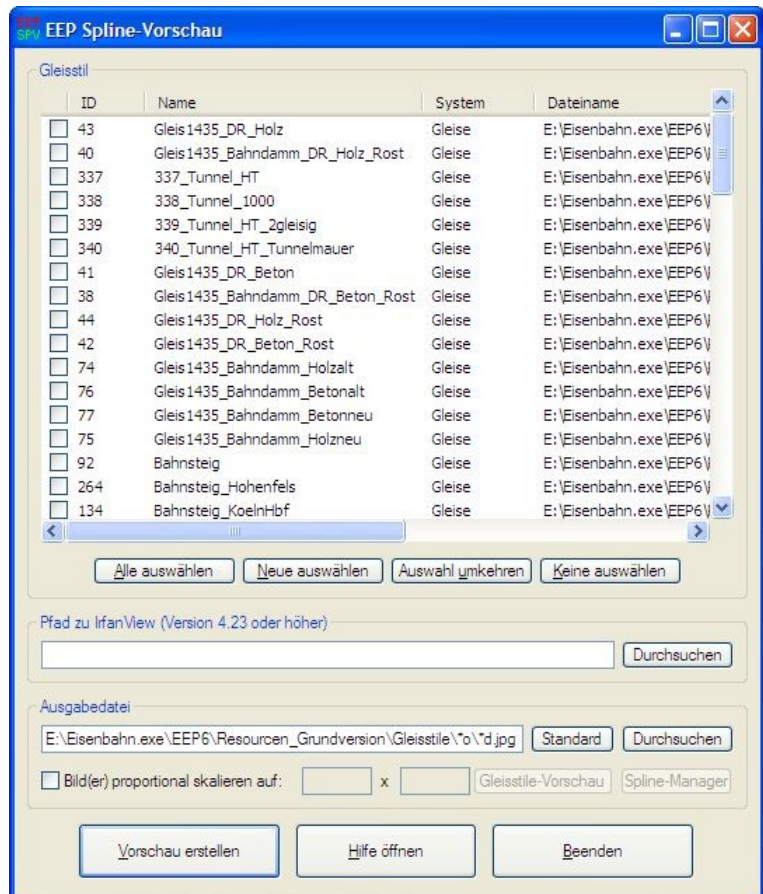 EEP SPV EEP Spline-Vorschau
Gleisstil
ID Name System Dateiname
43 Gleis1435_DR_Holz Gleise E:\Eisenbahn.exe\EEP6\
40 Gleis1435_Bahndamm_DR_Holz_Rost Gleise E:\Eisenbahn.exe\EEP6\
337 337_Tunnel_HT Gleise E:\Eisenbahn.exe\EEP6\
338 338_Tunnel_1000 Gleise E:\Eisenbahn.exe\EEP6\
339 339_Tunnel_HT_2gleisig Gleise E:\Eisenbahn.exe\EEP6\
340 340_Tunnel_HT_Tunnelmauer Gleise E:\Eisenbahn.exe\EEP6\
41 Gleis1435_DR_Beton Gleise E:\Eisenbahn.exe\EEP6\
38 Gleis1435_Bahndamm_DR_Beton_Rost Gleise E:\Eisenbahn.exe\EEP6\
44 Gleis1435_DR_Holz_Rost Gleise E:\Eisenbahn.exe\EEP6\
42 Gleis1435_DR_Beton_Rost Gleise E:\Eisenbahn.exe\EEP6\
74 Gleis1435_Bahndamm_Holzalt Gleise E:\Eisenbahn.exe\EEP6\
76 Gleis1435_Bahndamm_Betonalt Gleise E:\Eisenbahn.exe\EEP6\
77 Gleis1435_Bahndamm_Betonneu Gleise E:\Eisenbahn.exe\EEP6\
75 Gleis1435_Bahndamm_Holzneu Gleise E:\Eisenbahn.exe\EEP6\
92 Bahnsteig Gleise E:\Eisenbahn.exe\EEP6\
264 Bahnsteig_Hohenfels Gleise E:\Eisenbahn.exe\EEP6\
134 Bahnsteig_KoelnHbf Gleise E:\Eisenbahn.exe\EEP6\
Alle auswählen Neue auswählen Auswahl umkehren Keine auswählen
Pfad zu IrfanView (Version 4.23 oder höher)
Durchsuchen
Ausgabedatei
E:\Eisenbahn.exe\EEP6\Resourcen_Grundversion\Gleisstile\*o\*d.jpg Standard Durchsuchen
Bild(er) proportional skalieren auf: x Gleisstile-Vorschau Spline-Manager
Vorschau erstellen Hilfe öffnen Beenden